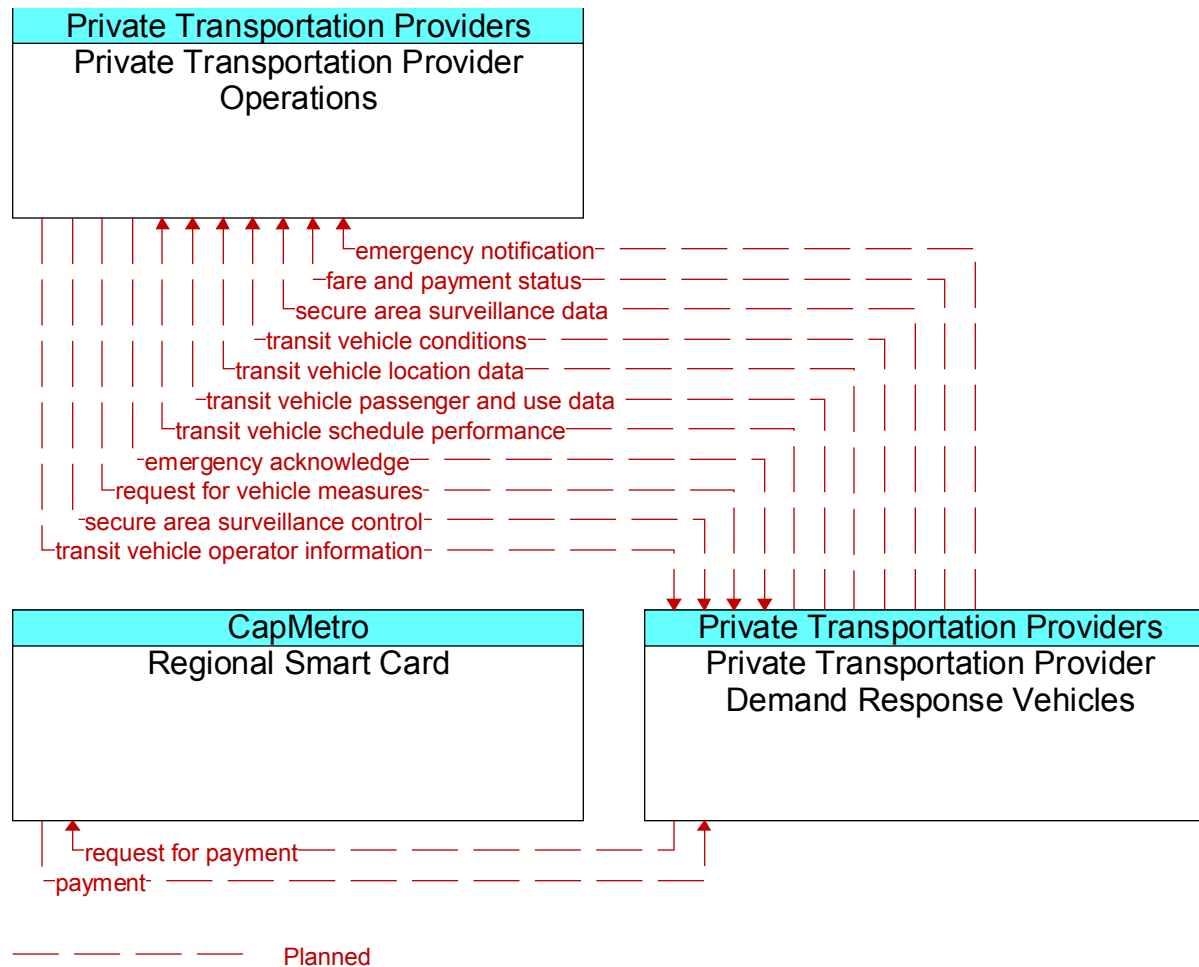 Private Transportation Providers
Private Transportation Provider
Operations
emergency notification
fare and payment status
secure area surveillance data
transit vehicle conditions
transit vehicle location data
transit vehicle passenger and use data
transit vehicle schedule performance
emergency acknowledge
request for vehicle measures
secure area surveillance control
transit vehicle operator information
CapMetro
Regional Smart Card
Private Transportation Providers
Private Transportation Provider
Demand Response Vehicles
request for payment
payment
Planned